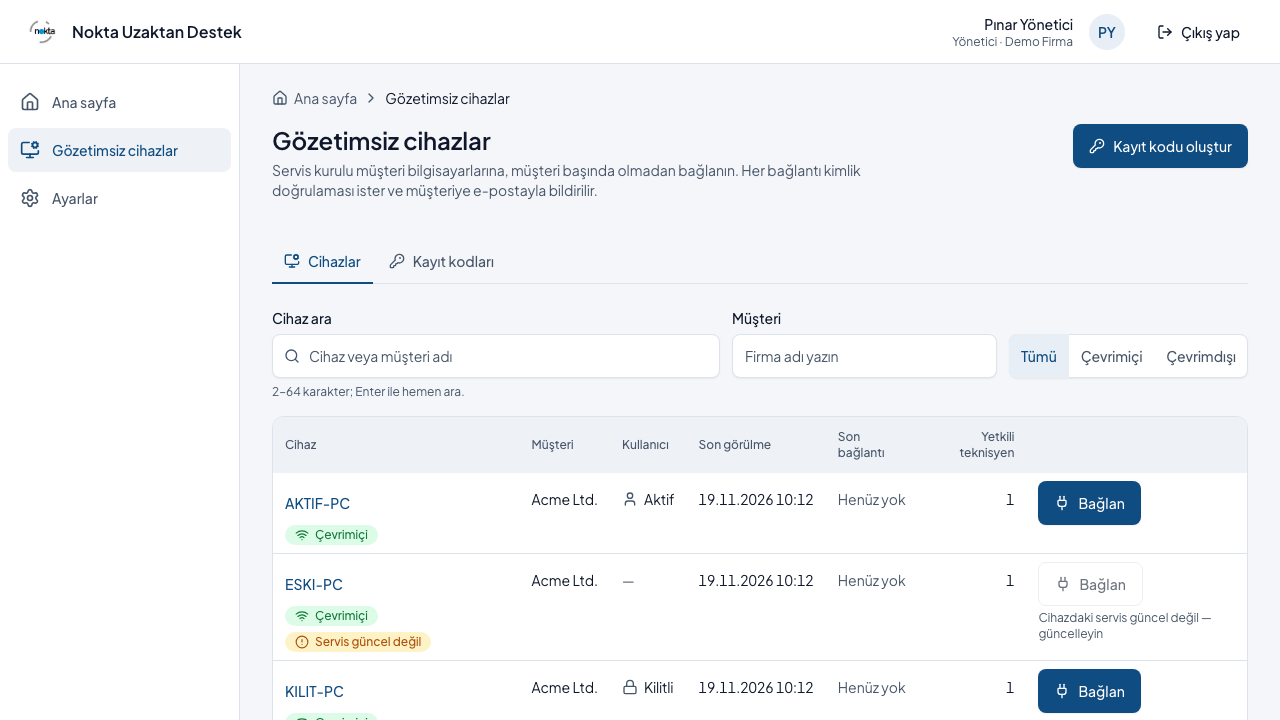 nokta
Nokta Uzaktan Destek
Pınar Yönetici
Yönetici · Demo Firma
PY
Çıkış yap
Ana sayfa
Gözetimsiz cihazlar
Ayarlar
Ana sayfa
Gözetimsiz cihazlar
Gözetimsiz cihazlar
Servis kurulu müşteri bilgisayarlarına, müşteri başında olmadan bağlanın. Her bağlantı kimlik
doğrulaması ister ve müşteriye e-postayla bildirilir.
Kayıt kodu oluştur
Cihazlar
Kayıt kodları
Cihaz ara
Müşteri
Cihaz veya müşteri adı
Firma adı yazın
Tümü
Çevrimiçi
Çevrimdışı
2–64 karakter; Enter ile hemen ara.
Cihaz
Müşteri
Kullanıcı
Son görülme
Son
bağlantı
Yetkili
teknisyen
AKTIF-PC
Çevrimiçi
Acme Ltd.
Aktif
19.11.2026 10:12
Henüz yok
1
Bağlan
ESKI-PC
Çevrimiçi
Servis güncel değil
Acme Ltd.
—
19.11.2026 10:12
Henüz yok
1
Bağlan
Cihazdaki servis güncel değil —
güncelleyin
KILIT-PC
Acme Ltd.
Kilitli
19.11.2026 10:12
Henüz yok
1
Bağlan